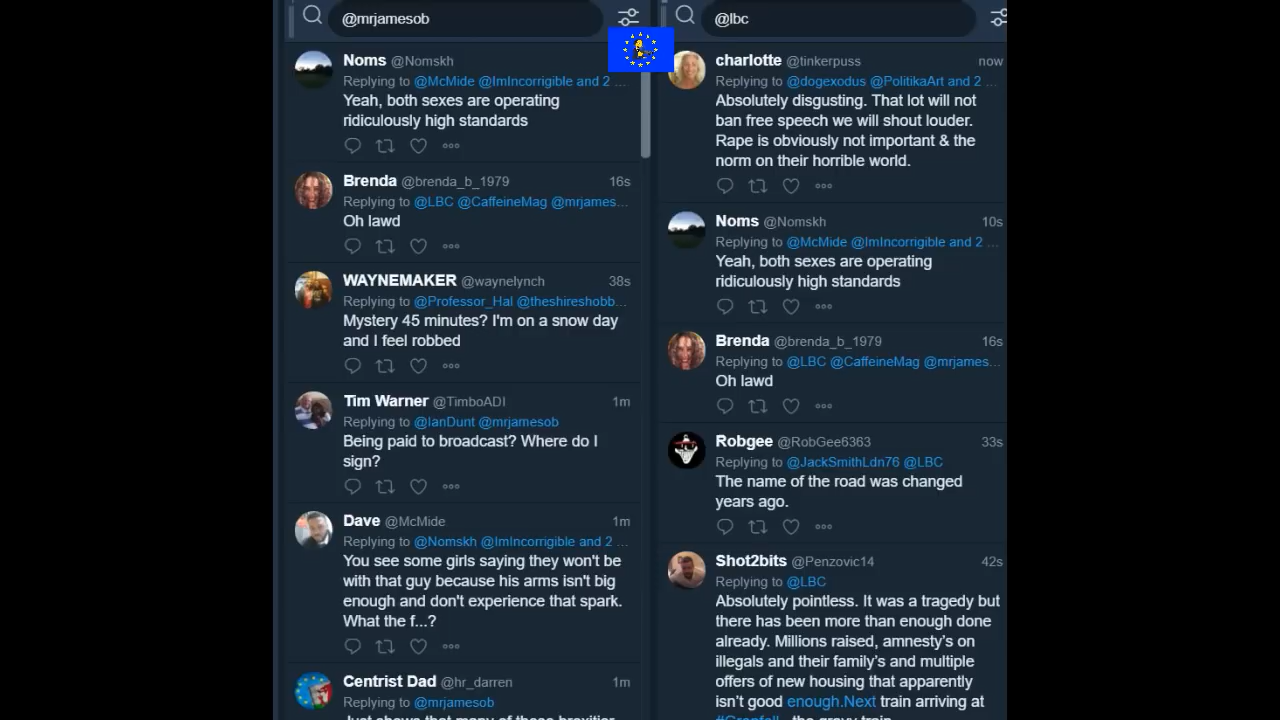 @mrjamesob
Noms @Nomskh
Replying to @McMide @ImIncorrigible and 2 ...
Yeah, both sexes are operating
ridiculously high standards
Brenda @brenda_b_1979 16s
Replying to @LBC @CaffeineMag @mrjames...
Oh lawd
WAYNEMAKER @waynelynch 38s
Replying to @Professor_Hal @theshireshobb...
Mystery 45 minutes? I'm on a snow day
and I feel robbed
Tim Warner @TimboADI 1m
Replying to @IanDunt @mrjamesob
Being paid to broadcast? Where do I
sign?
Dave @McMide 1m
Replying to @Nomskh @ImIncorrigible and 2 ...
You see some girls saying they won't be
with that guy because his arms isn't big
enough and don't experience that spark.
What the f...?
Centrist Dad @hr_darren 1m
Replying to @mrjamesob
Just shows that many of these brexitier
@lbc
charlotte @tinkerpuss now
Replying to @dogexodus @PolitikaArt and 2 ...
Absolutely disgusting. That lot will not
ban free speech we will shout louder.
Rape is obviously not important & the
norm on their horrible world.
Noms @Nomskh 10s
Replying to @McMide @ImIncorrigible and 2 ...
Yeah, both sexes are operating
ridiculously high standards
Brenda @brenda_b_1979 16s
Replying to @LBC @CaffeineMag @mrjames...
Oh lawd
Robgee @RobGee6363 33s
Replying to @JackSmithLdn76 @LBC
The name of the road was changed
years ago.
Shot2bits @Penzovic14 42s
Replying to @LBC
Absolutely pointless. It was a tragedy but
there has been more than enough done
already. Millions raised, amnesty's on
illegals and their family's and multiple
offers of new housing that apparently
isn't good enough.Next train arriving at
#Grenfell - the gravy train